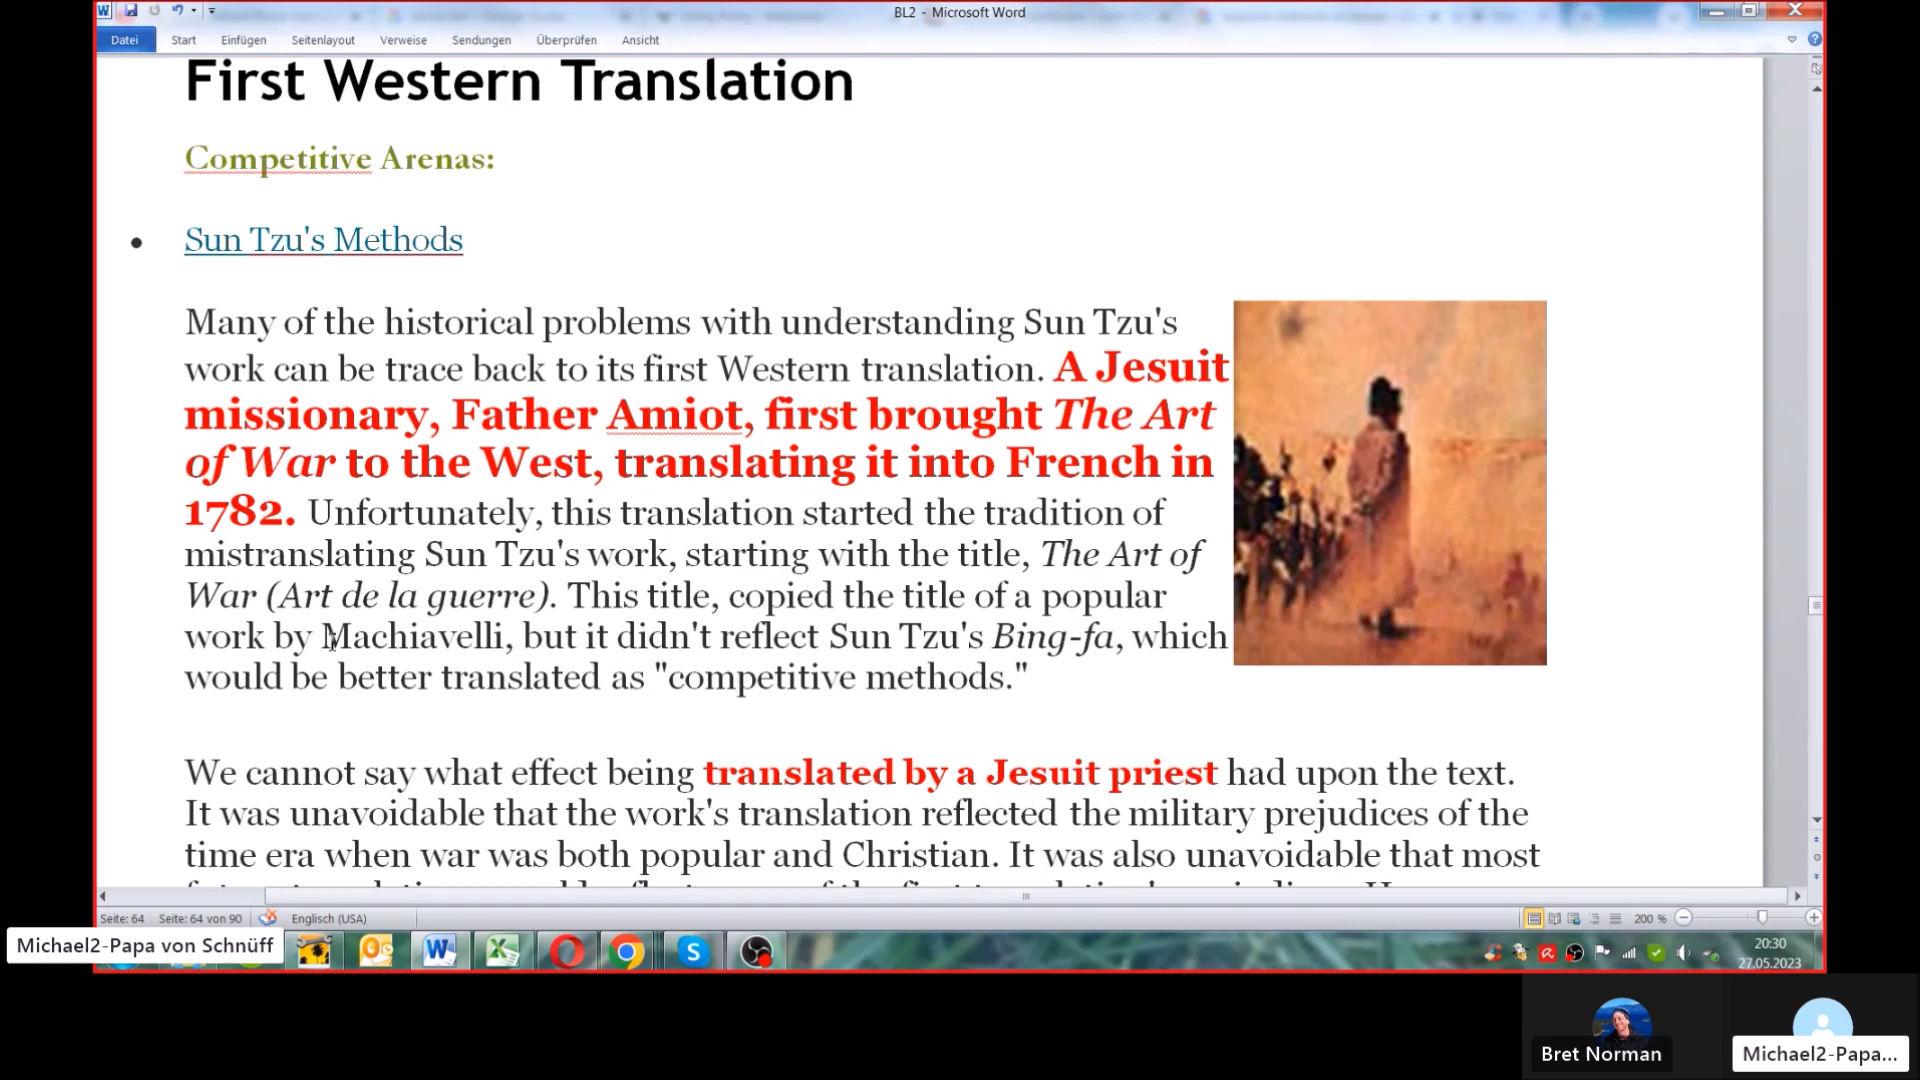 BL2 - Microsoft Word
Datei Start Einfügen Seitenlayout Verweise Sendungen Überprüfen Ansicht
First Western Translation
Competitive Arenas:
• Sun Tzu's Methods
Many of the historical problems with understanding Sun Tzu's
work can be trace back to its first Western translation. A Jesuit
missionary, Father Amiot, first brought The Art
of War to the West, translating it into French in
1782. Unfortunately, this translation started the tradition of
mistranslating Sun Tzu's work, starting with the title, The Art of
War (Art de la guerre). This title, copied the title of a popular
work by Machiavelli, but it didn't reflect Sun Tzu's Bing-fa, which
would be better translated as "competitive methods."
We cannot say what effect being translated by a Jesuit priest had upon the text.
It was unavoidable that the work's translation reflected the military prejudices of the
time era when war was both popular and Christian. It was also unavoidable that most
Seite: 64 Seite: 64 von 90 Englisch (USA) 200 %
Michael2-Papa von Schnüff
20:30
27.05.2023
Bret Norman
Michael2-Papa...